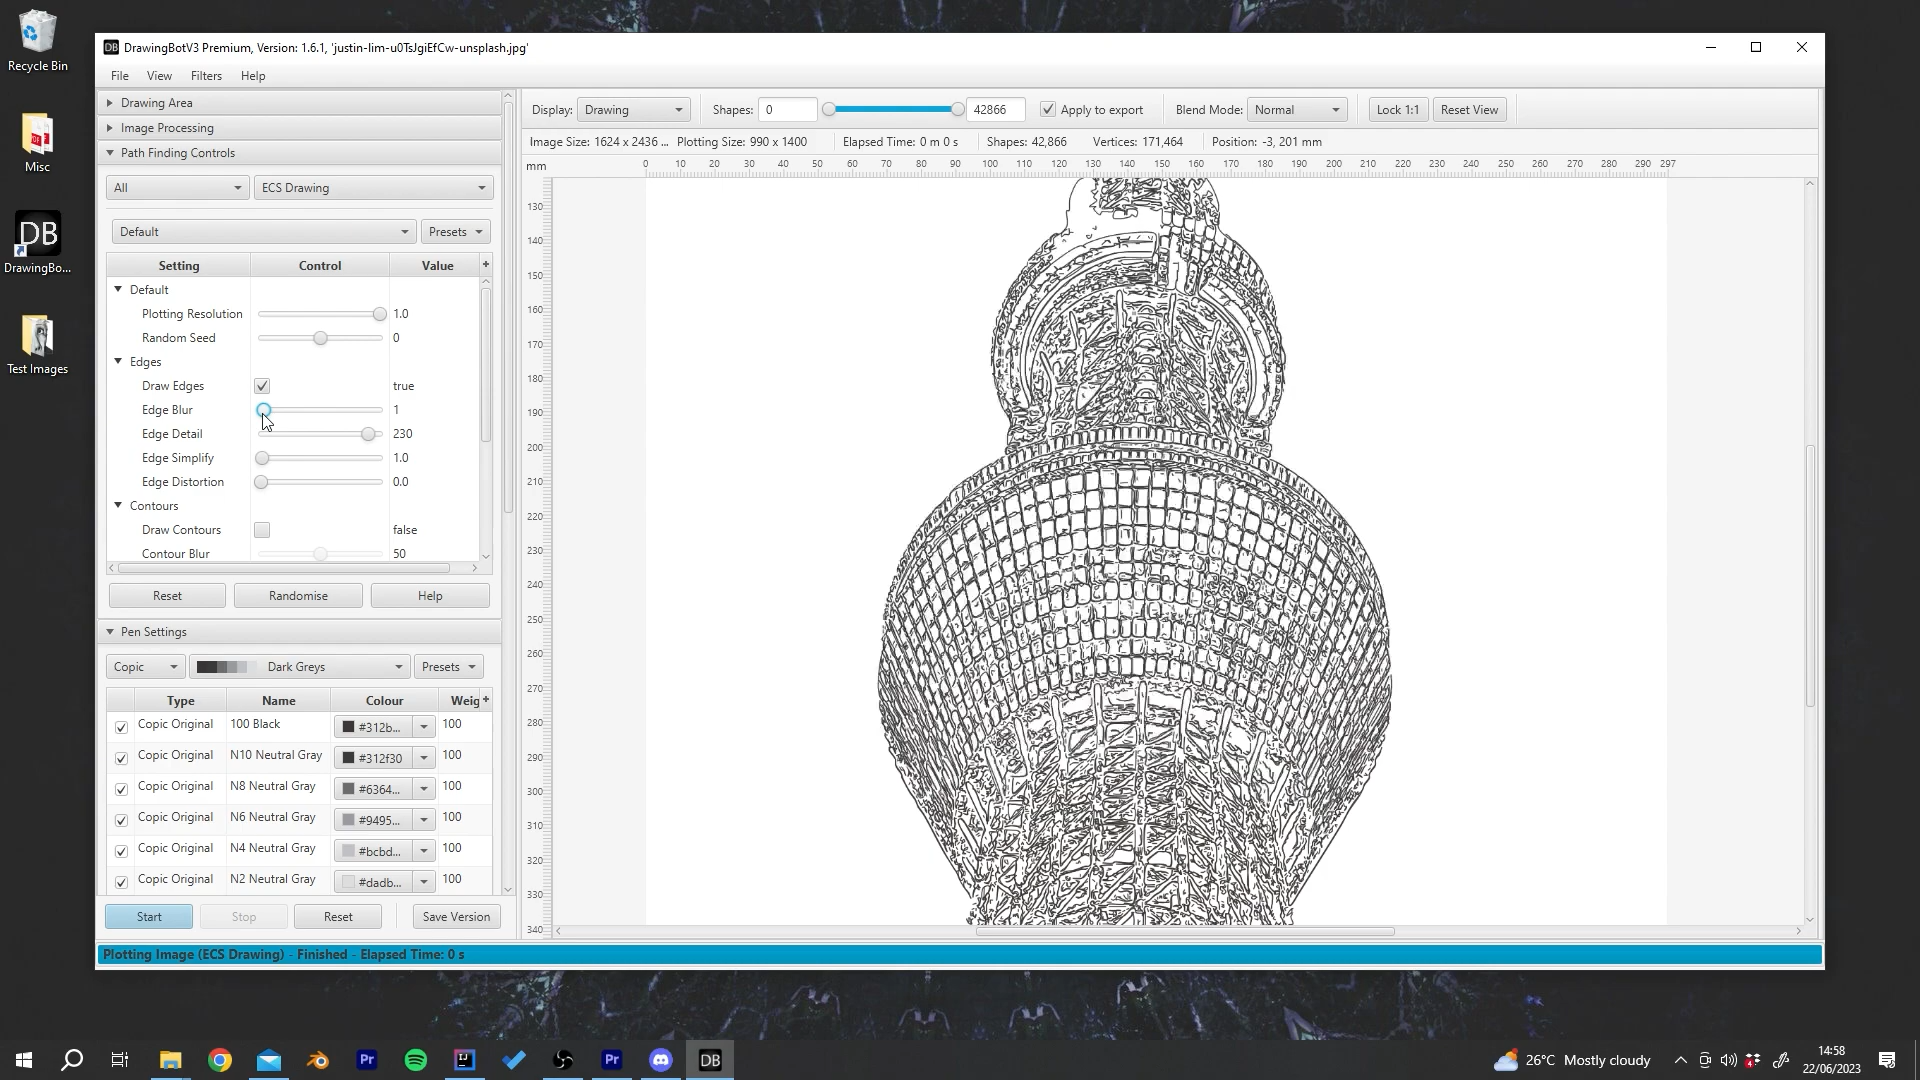 Recycle Bin
Misc
DrawingBo...
Test Images
DrawingBotV3 Premium, Version: 1.6.1, 'justin-lim-u0TsJgiEfCw-unsplash.jpg'
File View Filters Help
Drawing Area
Image Processing
Path Finding Controls
All ECS Drawing
Default Presets
Setting Control Value +
Default
Plotting Resolution 1.0
Random Seed 0
Edges
Draw Edges true
Edge Blur 1
Edge Detail 230
Edge Simplify 1.0
Edge Distortion 0.0
Contours
Draw Contours false
Contour Blur 50
Reset Randomise Help
Pen Settings
Copic Dark Greys Presets
Type Name Colour Weig +
Copic Original 100 Black #312b... 100
Copic Original N10 Neutral Gray #312f30 100
Copic Original N8 Neutral Gray #6364... 100
Copic Original N6 Neutral Gray #9495... 100
Copic Original N4 Neutral Gray #bcbd... 100
Copic Original N2 Neutral Gray #dadb... 100
Start Stop Reset Save Version
Plotting Image (ECS Drawing) - Finished - Elapsed Time: 0 s
Display: Drawing Shapes: 0 42866 Apply to export Blend Mode: Normal Lock 1:1 Reset View
Image Size: 1624 x 2436 ... Plotting Size: 990 x 1400 Elapsed Time: 0 m 0 s Shapes: 42,866 Vertices: 171,464 Position: -3, 201 mm
mm 0 10 20 30 40 50 60 70 80 90 100 110 120 130 140 150 160 170 180 190 200 210 220 230 240 250 260 270 280 290 297
130
140
150
160
170
180
190
200
210
220
230
240
250
260
270
280
290
300
310
320
330
340
DB
Pr
IJ
Pr
DB
26°C Mostly cloudy
14:58
22/06/2023